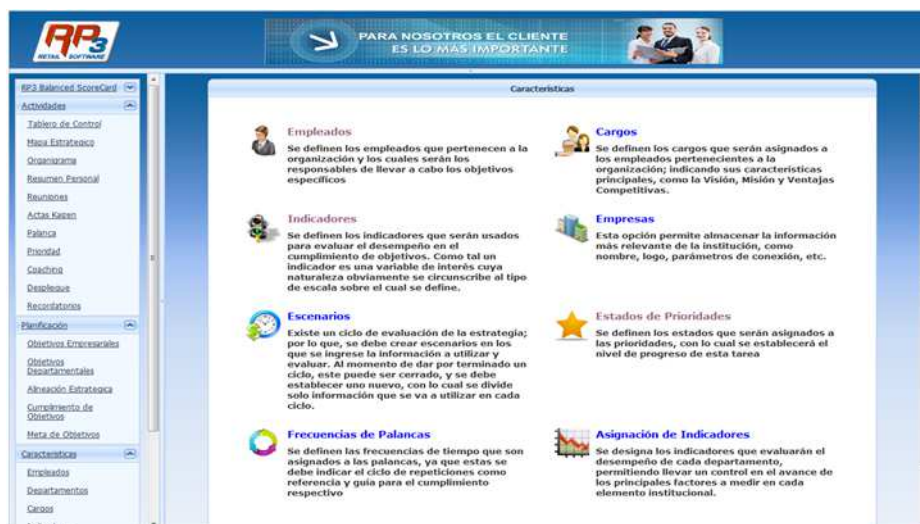 RP3
RETAIL SOFTWARE
PARA NOSOTROS EL CLIENTE
ES LO MÁS IMPORTANTE
RP3 Balanced ScoreCard
Actividades
Tablero de Control
Mapa Estrategico
Organigrama
Resumen Personal
Reuniones
Actas Kaizen
Palanca
Prioridad
Coaching
Despliegue
Recordatorios
Planificación
Objetivos Empresariales
Objetivos
Departamentales
Alineación Estrategica
Cumplimiento de
Objetivos
Meta de Objetivos
Características
Empleados
Departamentos
Cargos
Características
Empleados
Se definen los empleados que pertenecen a la
organización y los cuales serán los
responsables de llevar a cabo los objetivos
específicos
Cargos
Se definen los cargos que serán asignados a
los empleados pertenecientes a la
organización; indicando sus características
principales, como la Visión, Misión y Ventajas
Competitivas.
Indicadores
Se definen los indicadores que serán usados
para evaluar el desempeño en el
cumplimiento de objetivos. Como tal un
indicador es una variable de interés cuya
naturaleza obviamente se circunscribe al tipo
de escala sobre el cual se define.
Empresas
Esta opción permite almacenar la información
más relevante de la institución, como
nombre, logo, parámetros de conexión, etc.
Escenarios
Existe un ciclo de evaluación de la estrategia;
por lo que, se debe crear escenarios en los
que se ingrese la información a utilizar y
evaluar. Al momento de dar por terminado un
ciclo, este puede ser cerrado, y se debe
establecer uno nuevo, con lo cual se divide
solo información que se va a utilizar en cada
ciclo.
Estados de Prioridades
Se definen los estados que serán asignados a
las prioridades, con lo cual se establecerá el
nivel de progreso de esta tarea
Frecuencias de Palancas
Se definen las frecuencias de tiempo que son
asignados a las palancas, ya que estas se
debe indicar el ciclo de repeticiones como
referencia y guía para el cumplimiento
respectivo
Asignación de Indicadores
Se designa los indicadores que evaluarán el
desempeño de cada departamento,
permitiendo llevar un control en el avance de
los principales factores a medir en cada
elemento institucional.